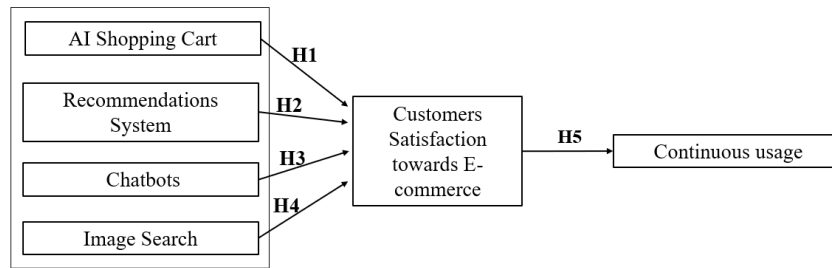 AI Shopping Cart
H1
Recommendations
System
H2
Chatbots
H3
Image Search
H4
Customers
Satisfaction
towards E-
commerce
H5
Continuous usage